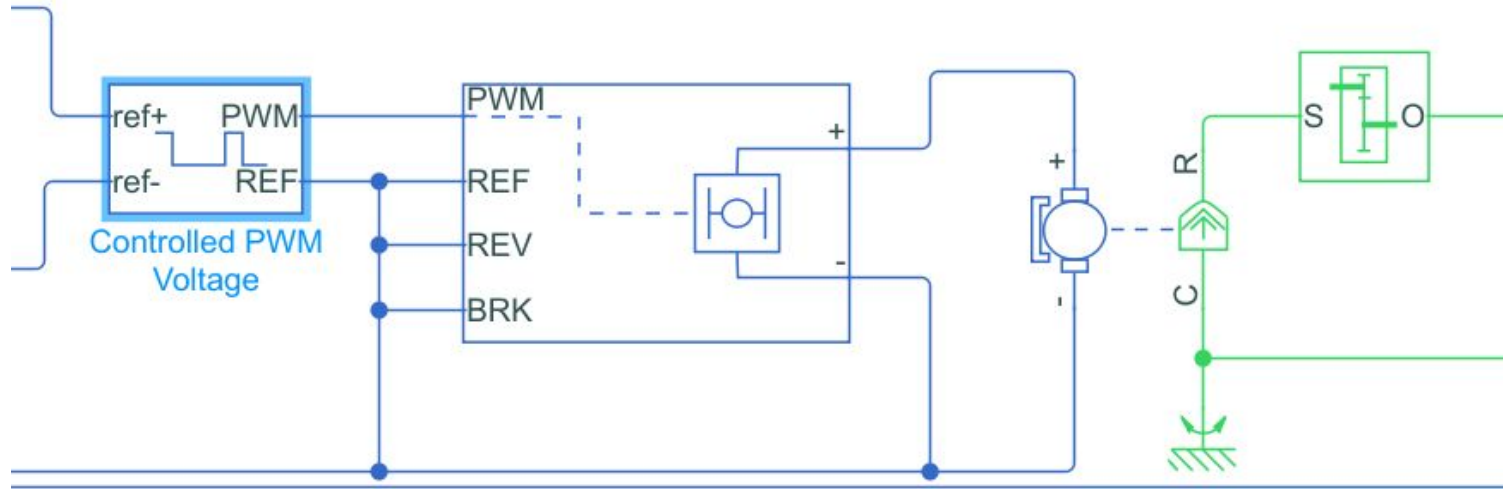 ref+ PWM
ref- REF
Controlled PWM
Voltage
PWM
REF
REV
BRK
+
-
+
-
R
C
S O